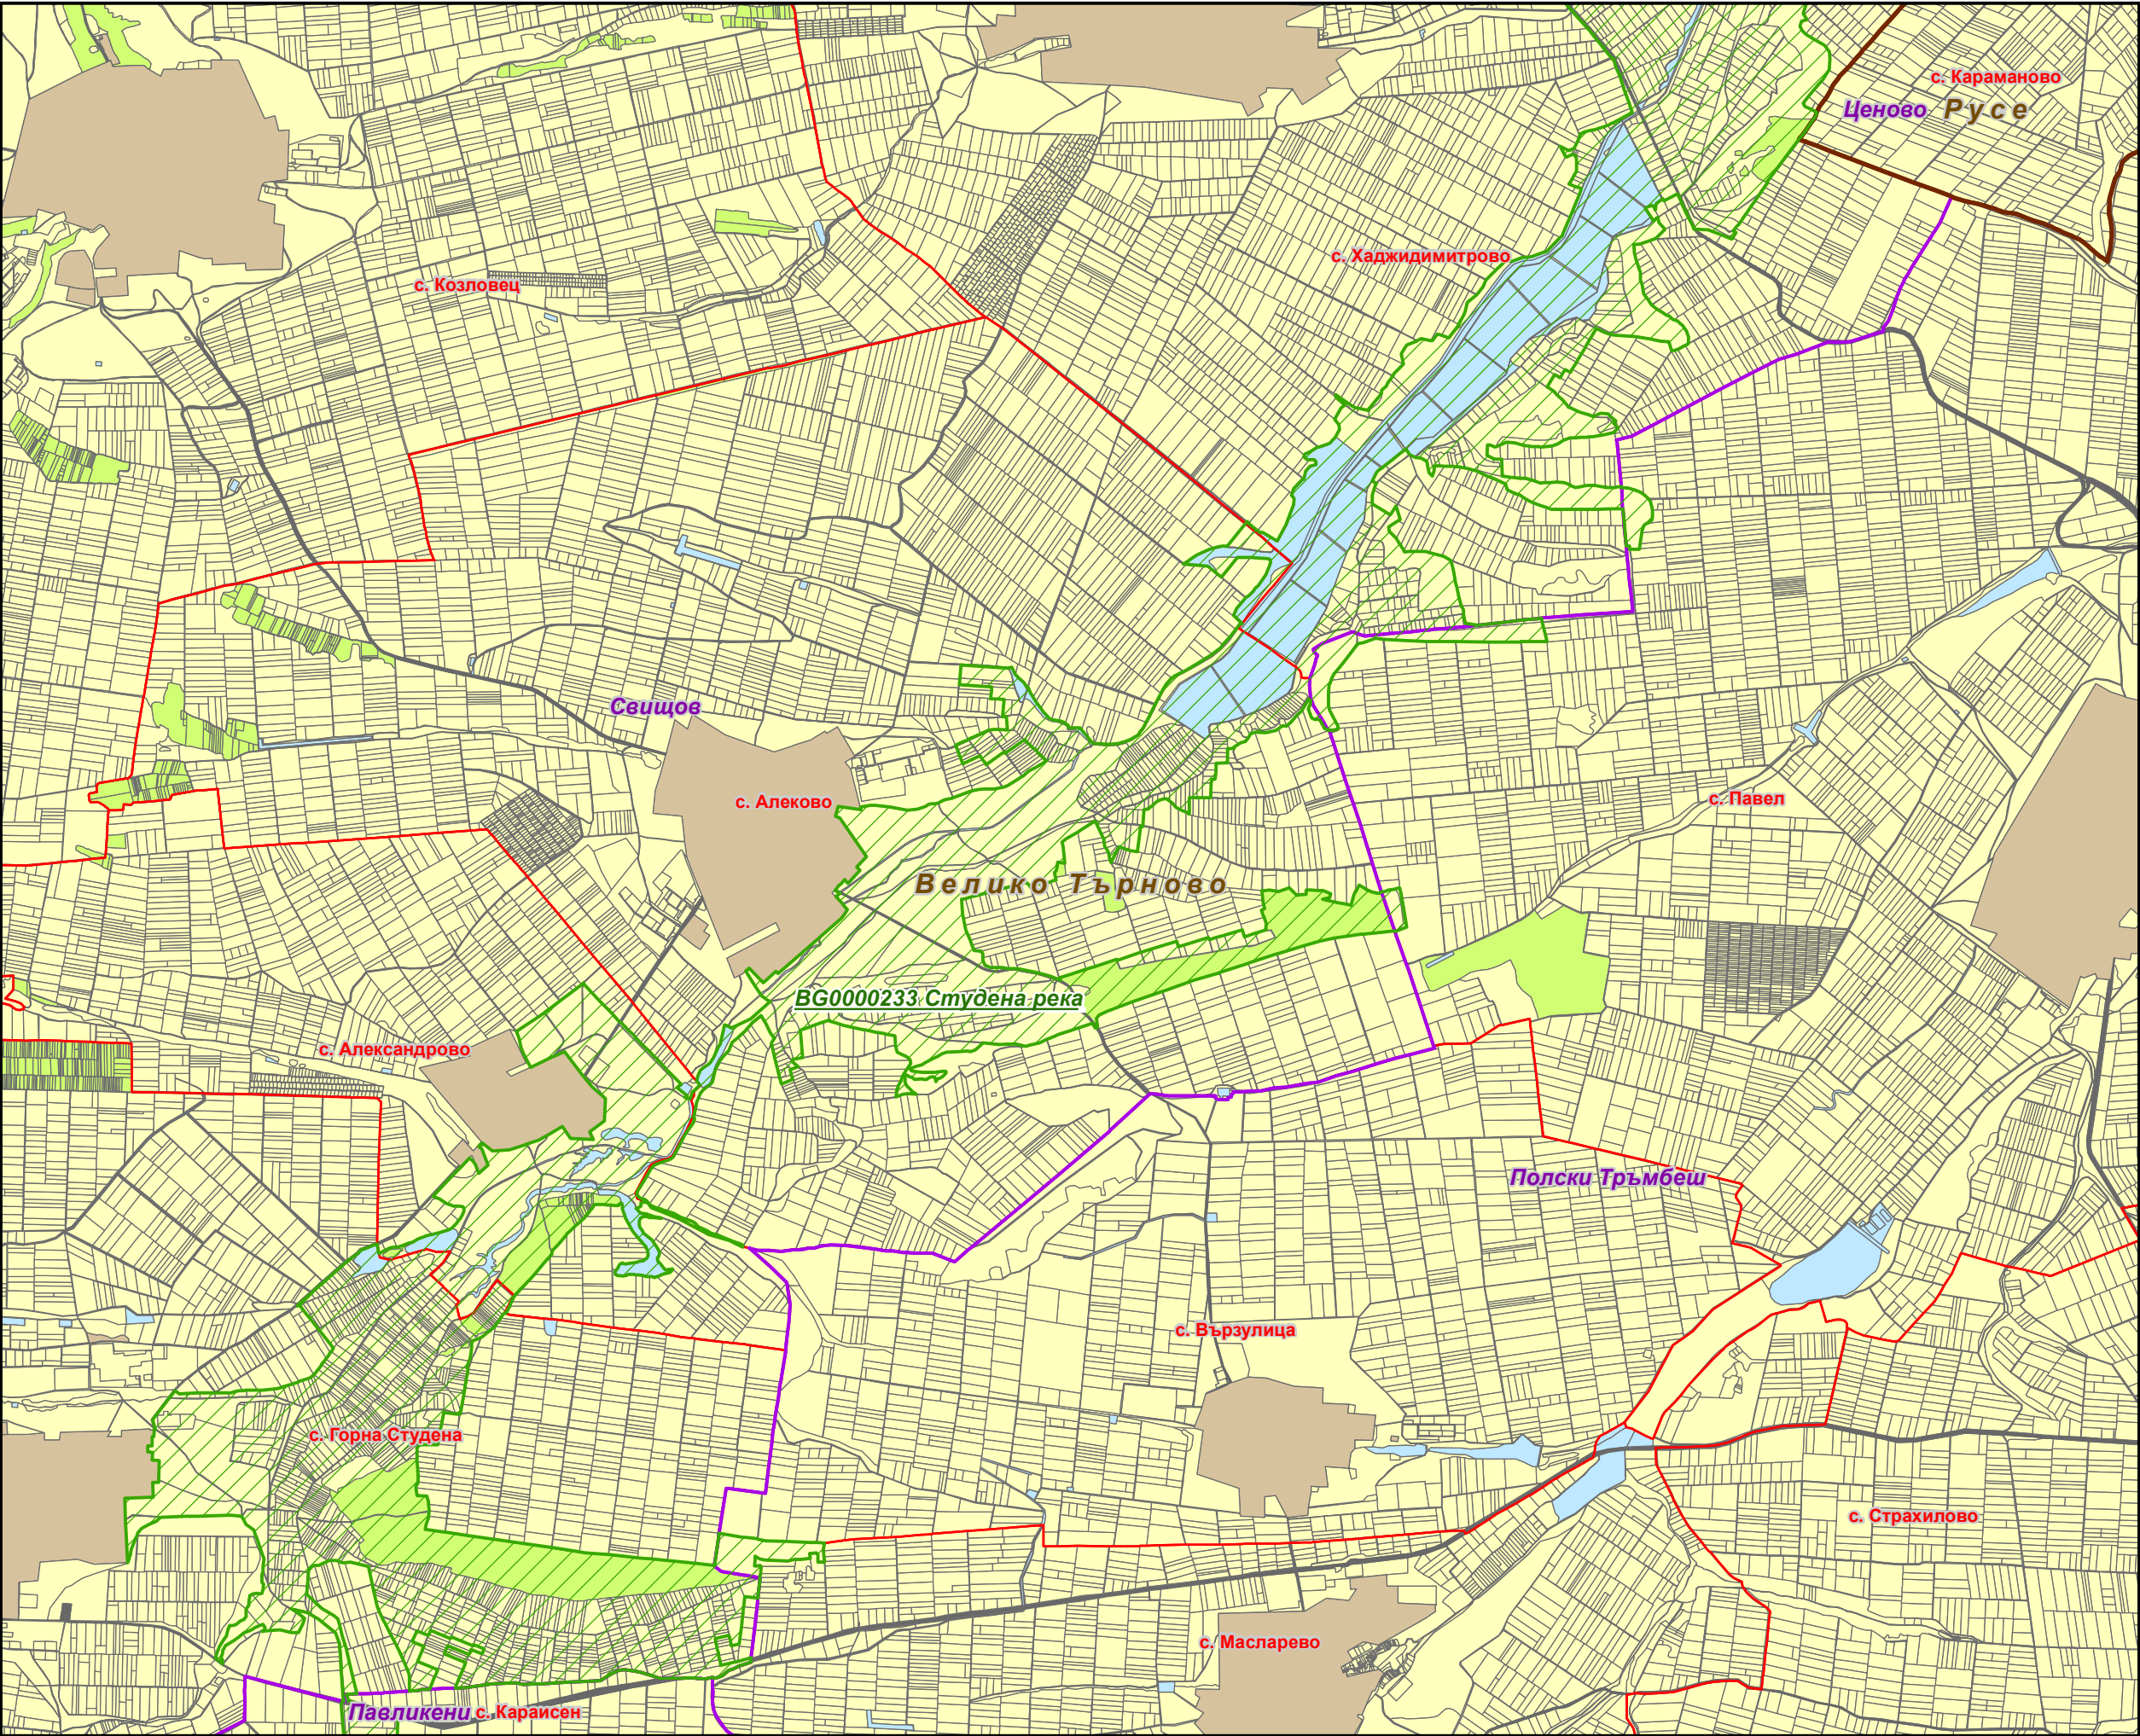 с. Караманово
Ценово Русе
с. Хаджидимитрово
с. Козловец
Свищов
с. Алеково
с. Павел
Велико Търново
BG0000233 Студена река
с. Александрово
Полски Тръмбеш
с. Вързулица
с. Горна Студена
с. Страхилово
с. Масларево
Павликени с. Караисен